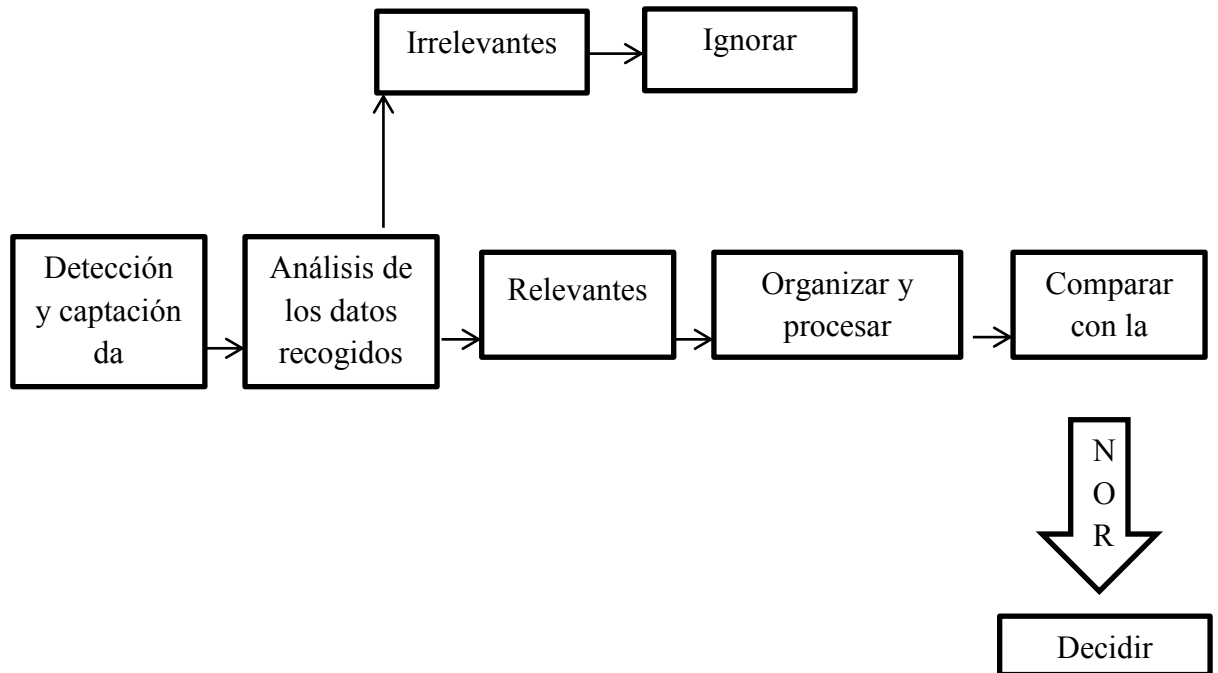 Irrelevantes
Ignorar
Detección
y captación
da
Análisis de
los datos
recogidos
Relevantes
Organizar y
procesar
Comparar
con la
N
O
R
Decidir